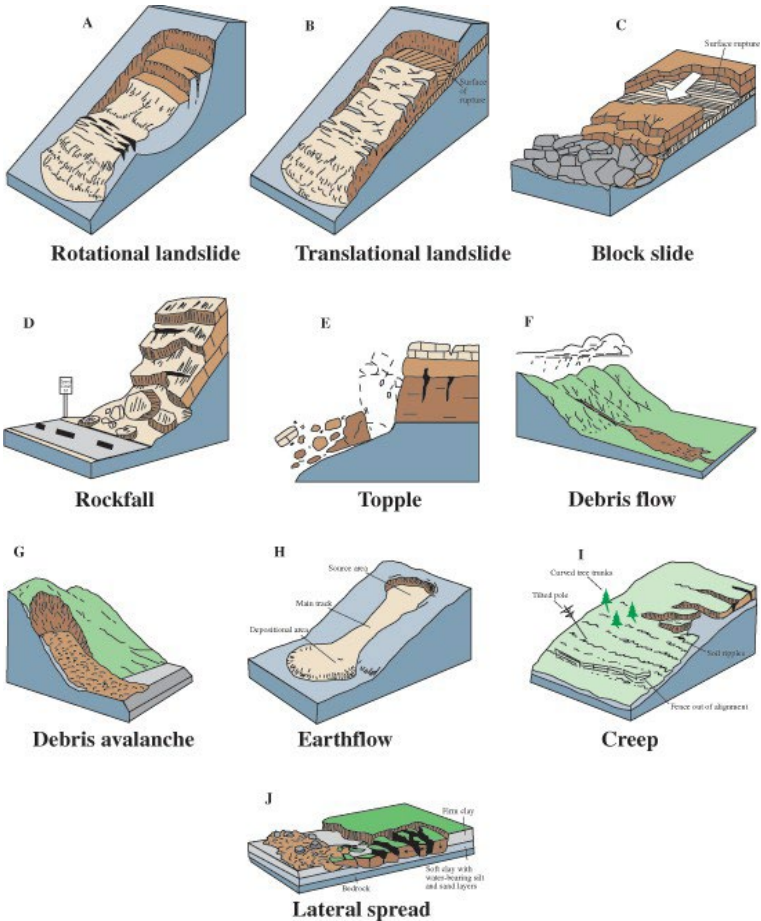 A
B
C
Surface rupture
Surface
of
rupture
Rotational landslide
Translational landslide
Block slide
D
E
F
Rockfall
Topple
Debris flow
G
H
I
Source area
Main track
Depositional area
Curved tree trunks
Tilted pole
Soil ripples
Fence out of alignment
Debris avalanche
Earthflow
Creep
J
Firm clay
Bedrock
Soft clay with
water-bearing silt
and sand layers
Lateral spread